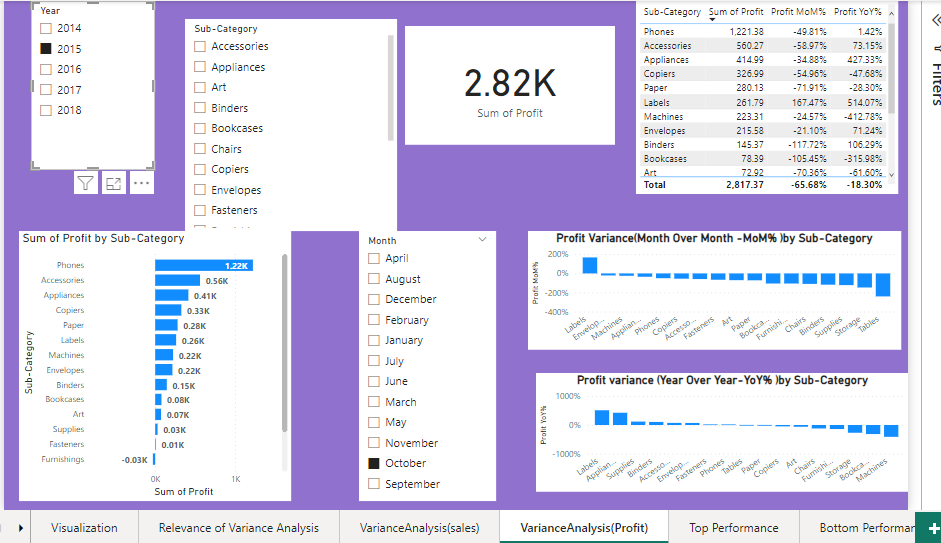 Year
2014
2015
2016
2017
2018
Sub-Category
Accessories
Appliances
Art
Binders
Bookcases
Chairs
Copiers
Envelopes
Fasteners
2.82K
Sum of Profit
Sub-Category Sum of Profit Profit MoM% Profit YoY%
Phones 1,221.38 -49.81% 1.42%
Accessories 560.27 -58.97% 73.15%
Appliances 414.99 -34.88% 427.33%
Copiers 326.99 -54.96% -47.68%
Paper 280.13 -71.91% -28.30%
Labels 261.79 167.47% 514.07%
Machines 223.31 -24.57% -412.78%
Envelopes 215.58 -21.10% 71.24%
Binders 145.37 -117.72% 106.29%
Bookcases 78.39 -105.45% -315.98%
Art 72.92 -70.36% -61.60%
Total 2,817.37 -65.68% -18.30%
Filters
Sum of Profit by Sub-Category
Sub-Category
Phones 1.22K
Accessories 0.56K
Appliances 0.41K
Copiers 0.33K
Paper 0.28K
Labels 0.26K
Machines 0.22K
Envelopes 0.22K
Binders 0.15K
Bookcases 0.08K
Art 0.07K
Supplies 0.03K
Fasteners 0.01K
Furnishings -0.03K
0K 1K
Sum of Profit
Month
April
August
December
February
January
July
June
March
May
November
October
September
Profit Variance(Month Over Month -MoM% )by Sub-Category
Profit MoM%
200%
0%
-200%
-400%
Labels Envelop... Machines Applian... Phones Copiers Accesso... Fasteners Art Paper Bookca... Furnishi... Chairs Binders Supplies Storage Tables
Profit variance (Year Over Year-YoY% )by Sub-Category
Profit YoY%
1000%
0%
-1000%
Labels Applian... Supplies Binders Accesso... Envelop... Fasteners Phones Tables Paper Copiers Art Chairs Furnishi... Storage Bookca... Machines
Visualization Relevance of Variance Analysis VarianceAnalysis(sales) VarianceAnalysis(Profit) Top Performance Bottom Performar